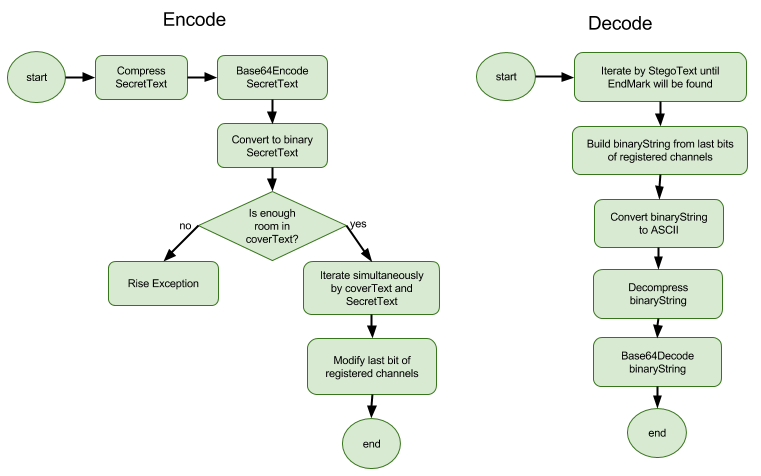 Encode
start
Compress
SecretText
Base64Encode
SecretText
Convert to binary
SecretText
Is enough
room in
coverText?
no
yes
Rise Exception
Iterate simultaneously
by coverText and
SecretText
Modify last bit of
registered channels
end
Decode
start
Iterate by StegoText until
EndMark will be found
Build binaryString from last bits
of registered channels
Convert binaryString
to ASCII
Decompress
binaryString
Base64Decode
binaryString
end